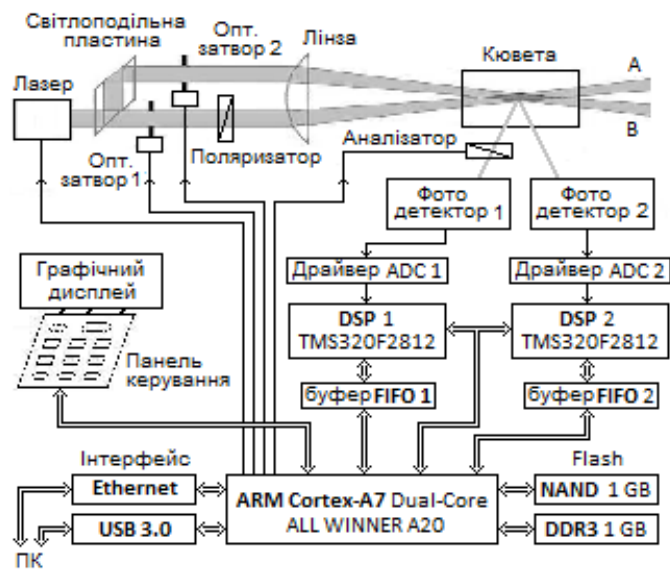 Світлоподільна
пластина
Опт.
затвор 2
Лінза
Кювета
A
B
Лазер
Опт.
затвор 1
Поляризатор
Аналізатор
Фото
детектор 1
Фото
детектор 2
Графічний
дисплей
Драйвер ADC 1
Драйвер ADC 2
DSP 1
TMS320F2812
DSP 2
TMS320F2812
Панель
керування
буфер FIFO 1
буфер FIFO 2
Інтерфейс
Flash
Ethernet
ARM Cortex-A7 Dual-Core
ALL WINNER A20
NAND 1 GB
USB 3.0
DDR3 1 GB
ПК